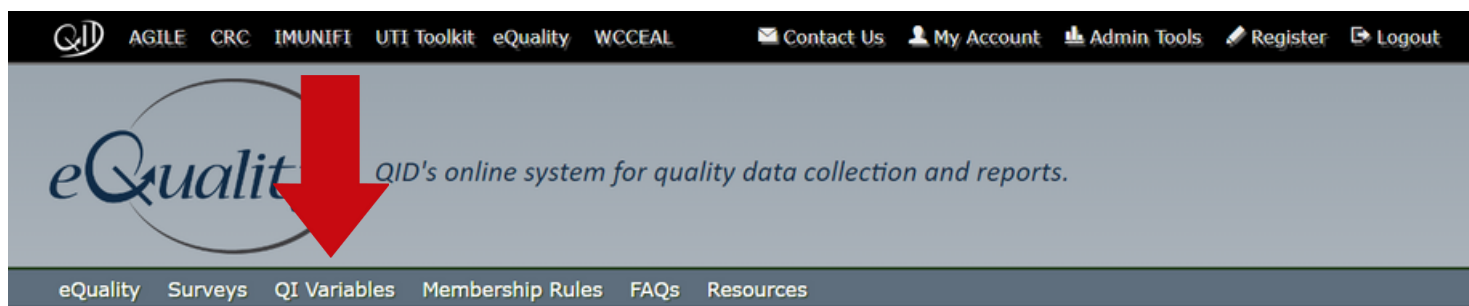 QID AGILE CRC IMUNIFI UTI Toolkit eQuality WCCEAL Contact Us My Account Admin Tools Register Logout
eQuality
QID's online system for quality data collection and reports.
eQuality Surveys QI Variables Membership Rules FAQs Resources